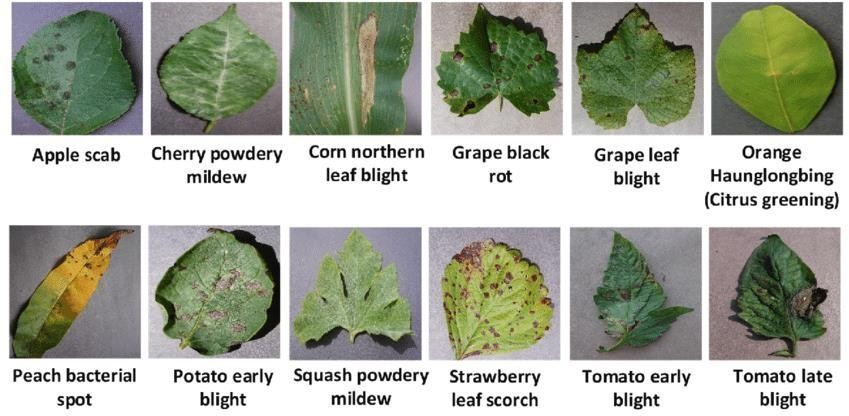 Apple scab
Cherry powdery
mildew
Corn northern
leaf blight
Grape black
rot
Grape leaf
blight
Orange
Haunglongbing
(Citrus greening)
Peach bacterial
spot
Potato early
blight
Squash powdery
mildew
Strawberry
leaf scorch
Tomato early
blight
Tomato late
blight